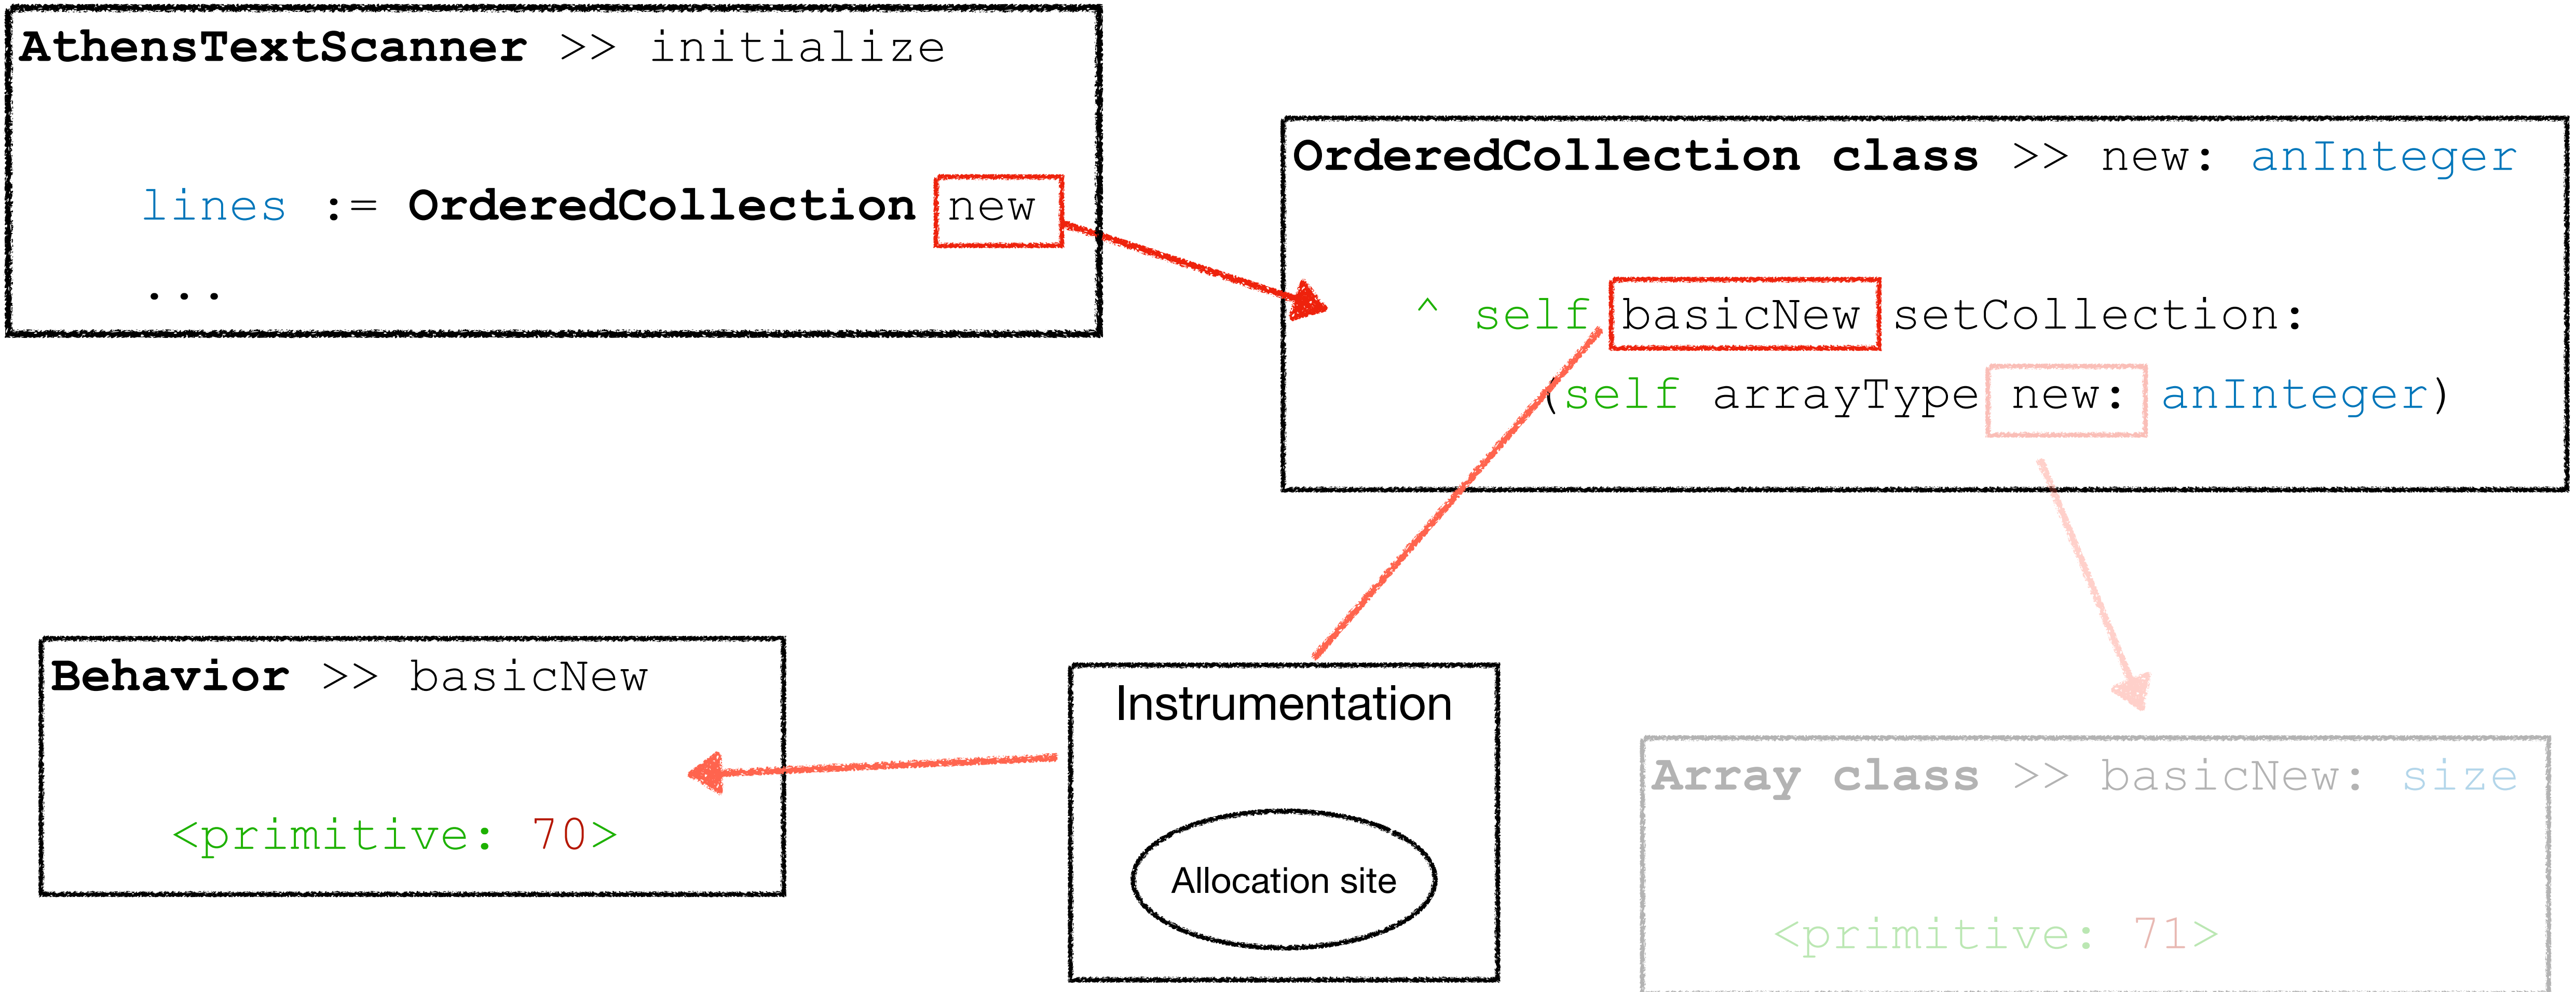 AthensTextScanner >> initialize
lines := OrderedCollection new
...
OrderedCollection class >> new: anInteger
^ self basicNew setCollection:
(self arrayType new: anInteger)
Behavior >> basicNew
<primitive: 70>
Instrumentation
Allocation site
Array class >> basicNew: size
<primitive: 71>